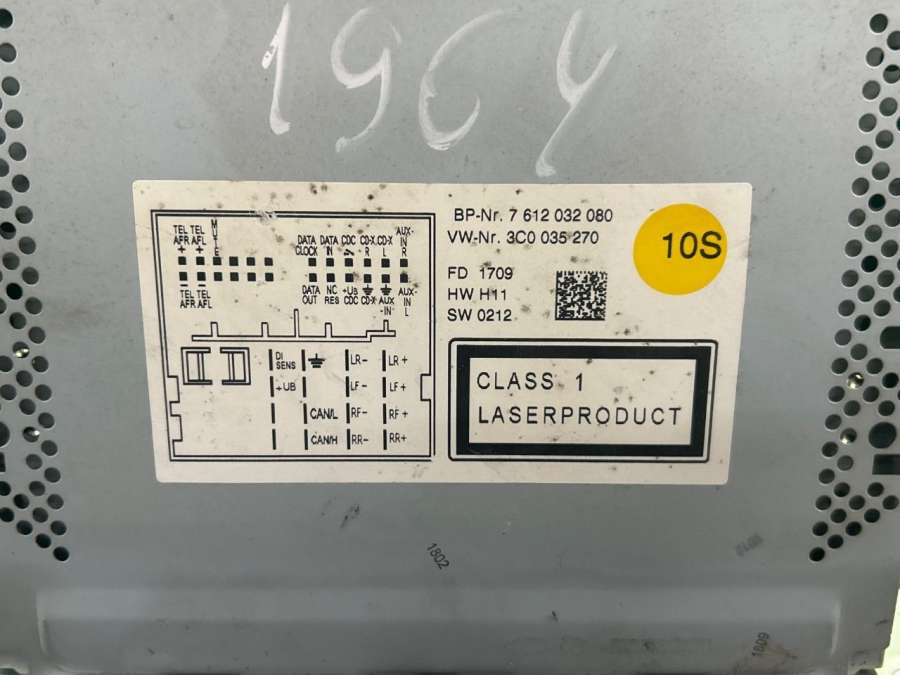 1964
BP-Nr. 7 612 032 080
VW-Nr. 3C0 035 270
10S
FD 1709
HW H11
SW 0212
TEL TEL MUTE
AFR AFL
+ +
– –
TEL TEL
AFR AFL
DATA DATA CDC CD-X CD-X AUX-
CLOCK IN R L IN
R
DATA NC +UB AUX-
OUT RES CDC CD-X AUX IN
-IN L
DI SENS LR- LR+
+UB LF- LF+
CAN/L RF- RF+
CAN/H RR- RR+
CLASS 1
LASERPRODUCT
1802
1809